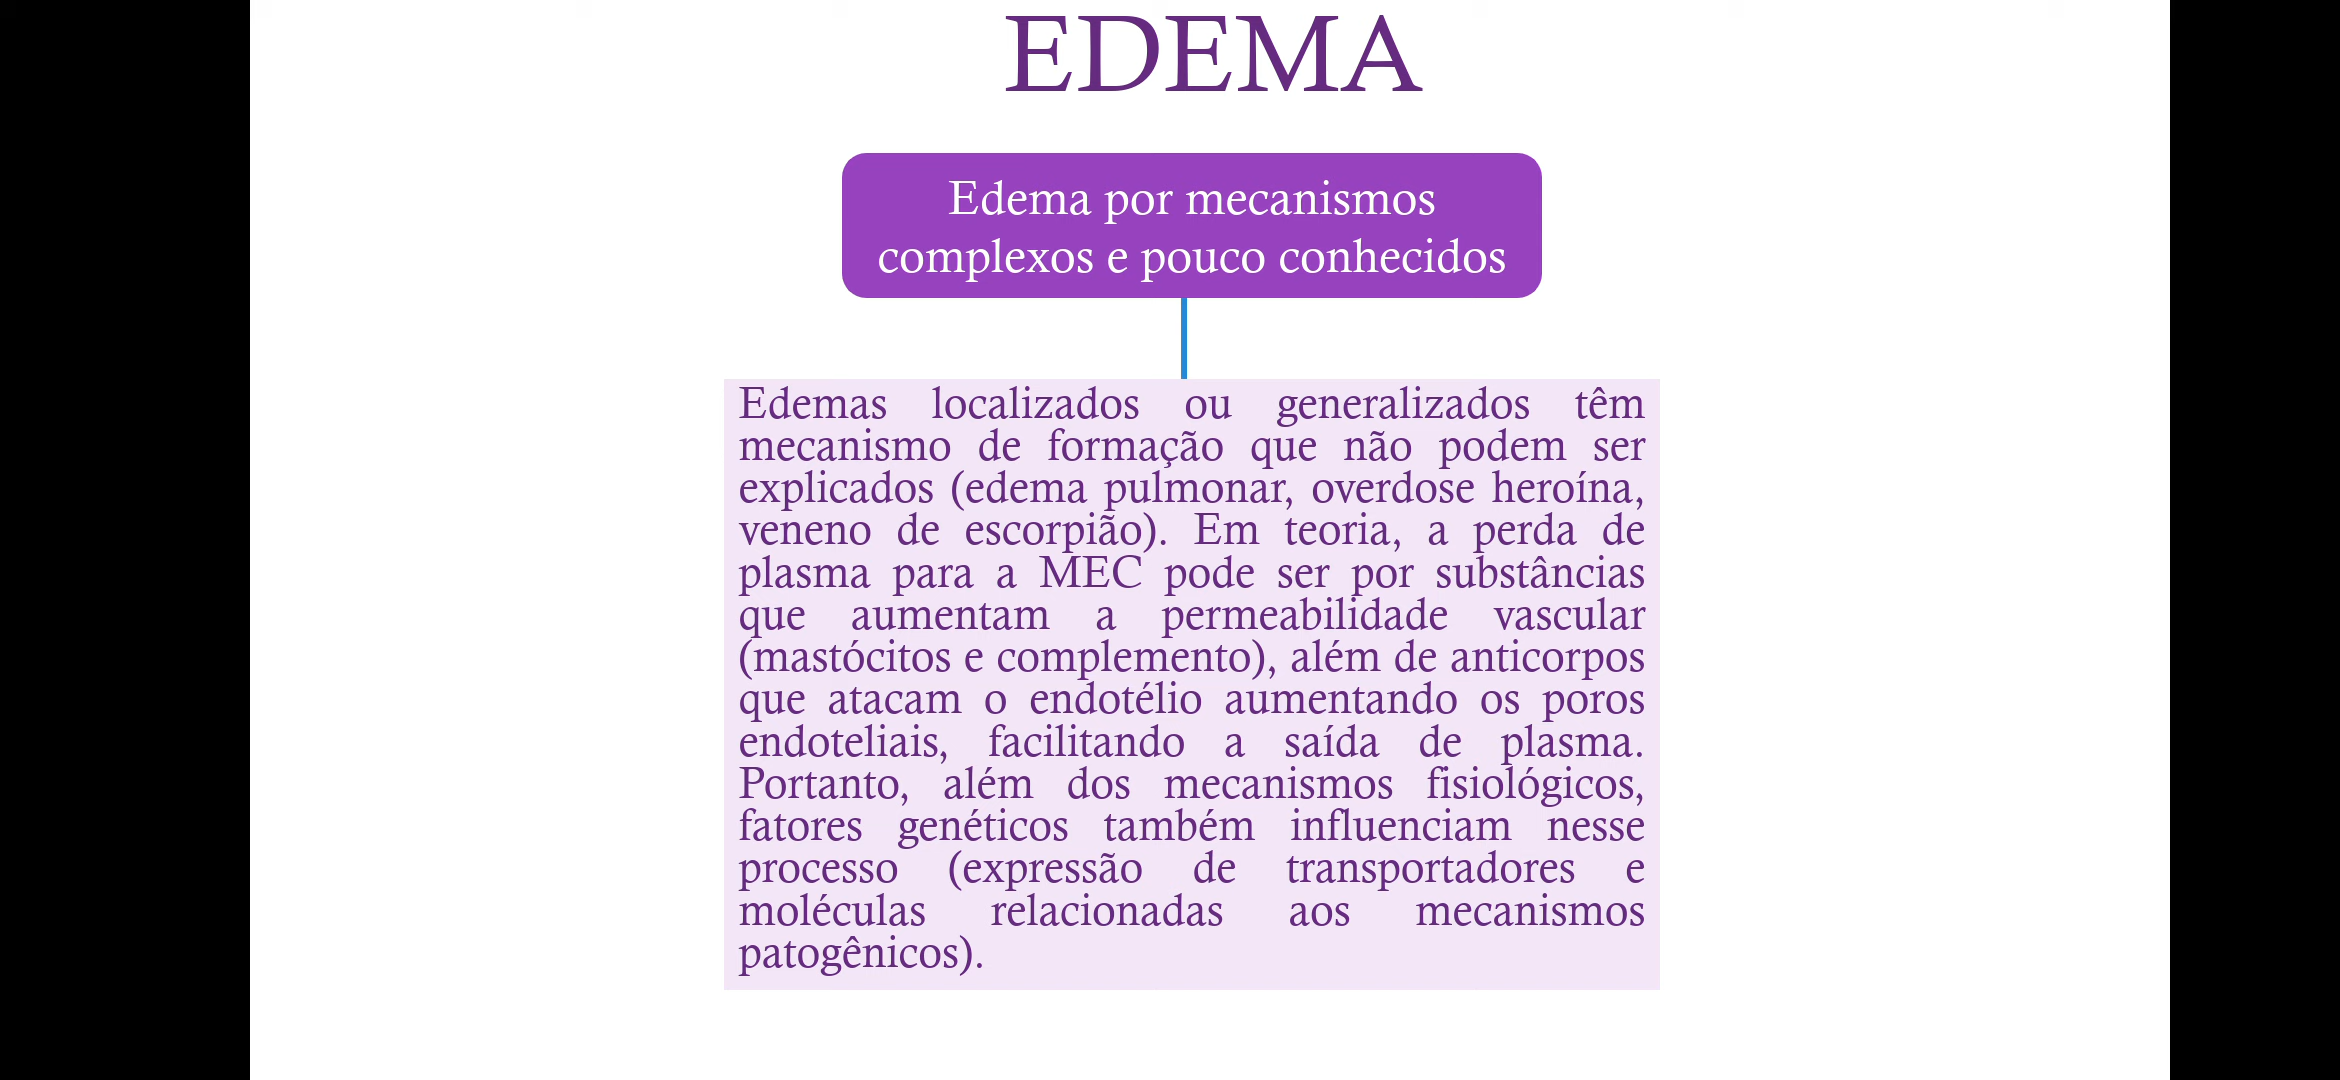 EDEMA
Edema por mecanismos
complexos e pouco conhecidos
Edemas localizados ou generalizados têm
mecanismo de formação que não podem ser
explicados (edema pulmonar, overdose heroína,
veneno de escorpião). Em teoria, a perda de
plasma para a MEC pode ser por substâncias
que aumentam a permeabilidade vascular
(mastócitos e complemento), além de anticorpos
que atacam o endotélio aumentando os poros
endoteliais, facilitando a saída de plasma.
Portanto, além dos mecanismos fisiológicos,
fatores genéticos também influenciam nesse
processo (expressão de transportadores e
moléculas relacionadas aos mecanismos
patogênicos).